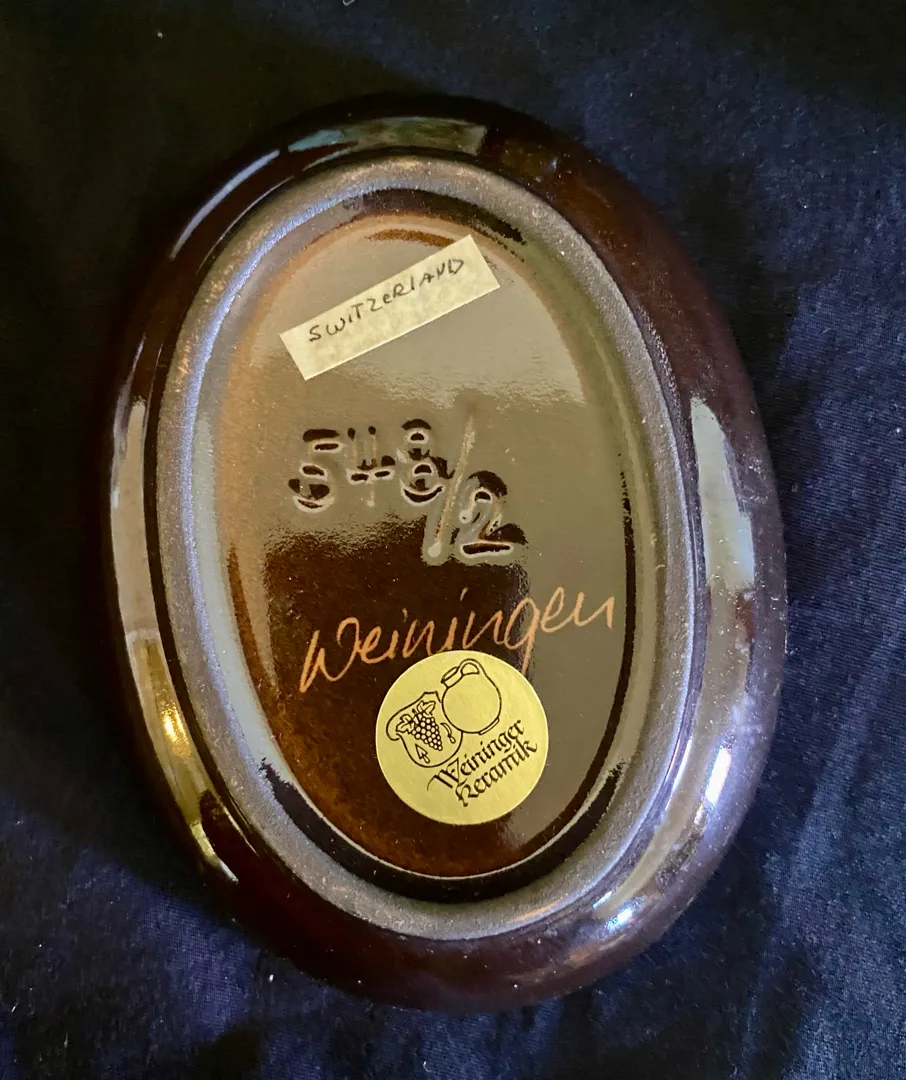 SWITZERLAND
548/2
Weiningen
Weininger
Keramik